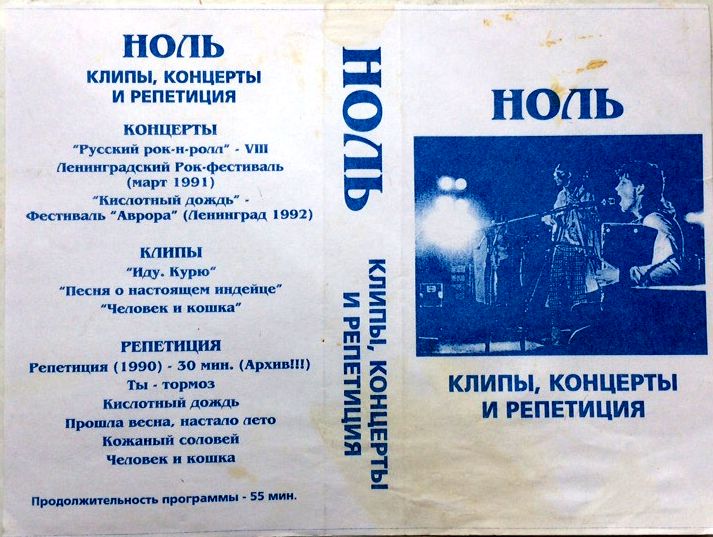 НОЛЬ
КЛИПЫ, КОНЦЕРТЫ
И РЕПЕТИЦИЯ
КОНЦЕРТЫ
"Русский рок-н-ролл" - VIII
Ленинградский Рок-фестиваль
(март 1991)
"Кислотный дождь" -
Фестиваль "Аврора" (Ленинград 1992)
КЛИПЫ
"Иду. Курю"
"Песня о настоящем индейце"
"Человек и кошка"
РЕПЕТИЦИЯ
Репетиция (1990) - 30 мин. (Архив!!!)
Ты - тормоз
Кислотный дождь
Прошла весна, настало лето
Кожаный соловей
Человек и кошка
Продолжительность программы - 55 мин.
НОЛЬ
КЛИПЫ, КОНЦЕРТЫ
И РЕПЕТИЦИЯ
НОЛЬ
КЛИПЫ, КОНЦЕРТЫ
И РЕПЕТИЦИЯ